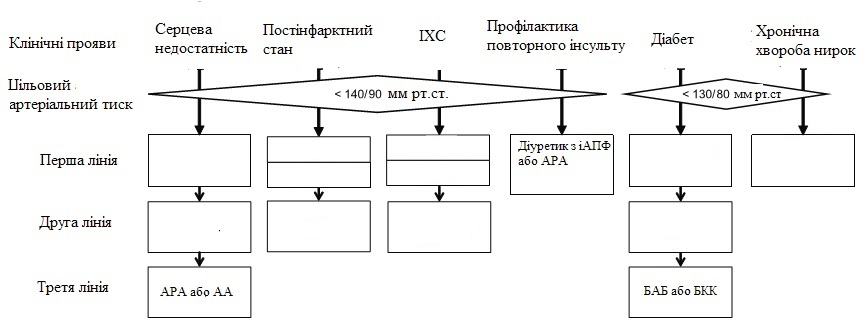 Клінічні прояви
Серцева
недостатність
Постінфарктний
стан
ІХС
Профілактика
повторного інсульту
Діабет
Хронічна
хвороба нирок
Цільовий
артеріальний тиск
< 140/90 мм рт.ст.
< 130/80 мм рт.ст
Перша лінія
Діуретик з іАПФ
або АРА
Друга лінія
Третя лінія
АРА або АА
БАБ або БКК